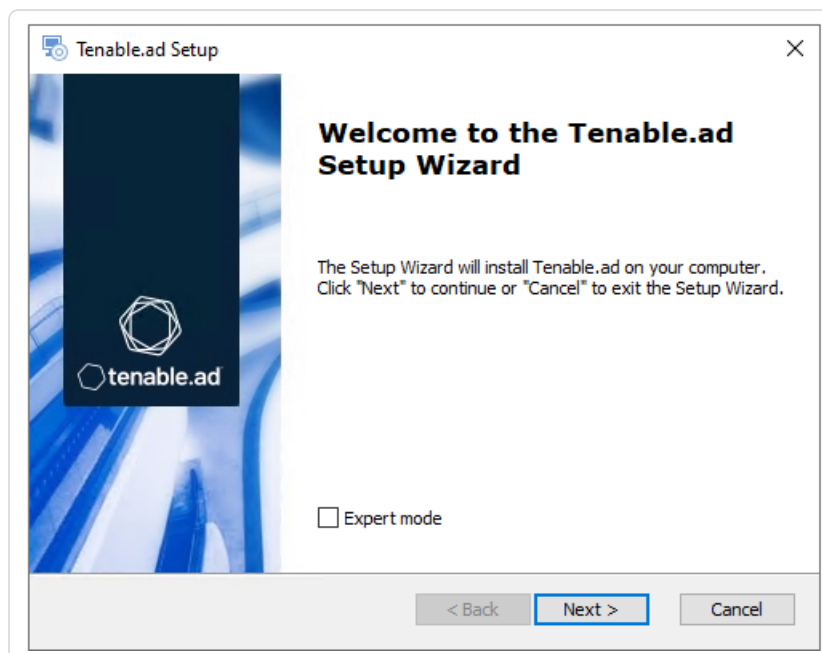 Tenable.ad Setup
Welcome to the Tenable.ad
Setup Wizard
The Setup Wizard will install Tenable.ad on your computer.
Click "Next" to continue or "Cancel" to exit the Setup Wizard.
tenable.ad
Expert mode
< Back
Next >
Cancel